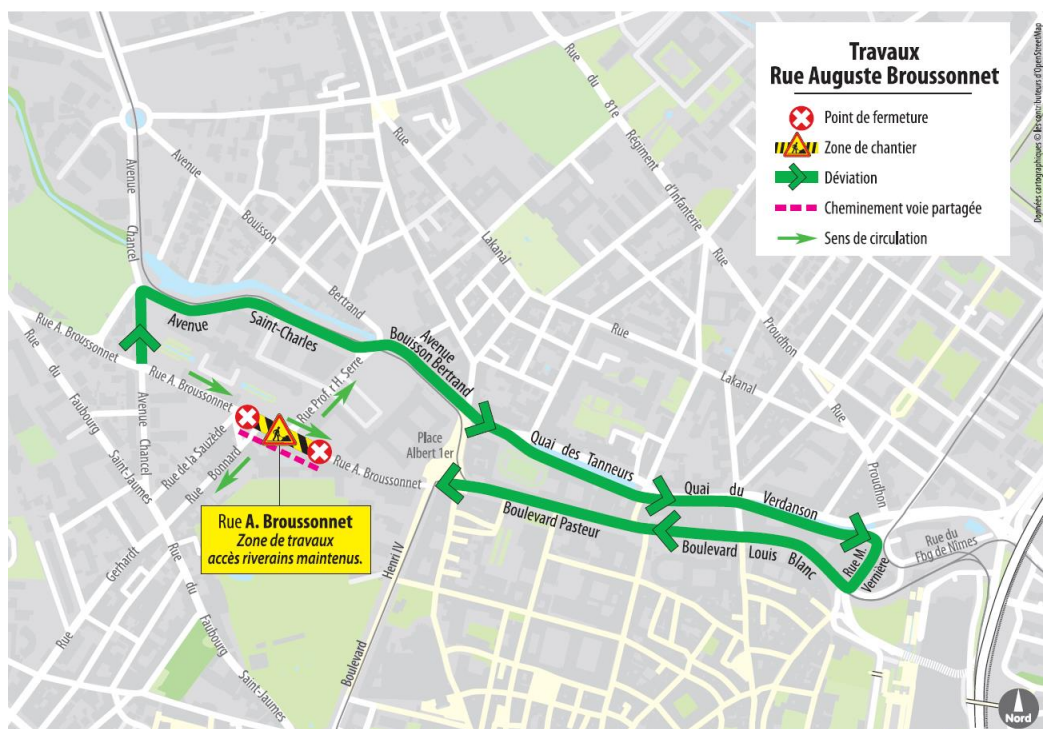 Travaux
Rue Auguste Broussonnet
Point de fermeture
Zone de chantier
Déviation
Cheminement voie partagée
Sens de circulation
Données cartographiques © les contributeurs d'OpenStreetMap
Rue du 81e Régiment d'Infanterie
Rue Proudhon
Rue
Proudhon
Rue
Lakanal
Rue
Lakanal
Avenue Bouisson Bertrand
Avenue Chancel
Avenue
Saint-Charles
Avenue
Bouisson Bertrand
Rue A. Broussonnet
Rue A. Broussonnet
Rue Prof. r H. Serre
Rue du Faubourg Saint-Jaumes
Avenue Chancel
Rue de la Sauzède
Rue Bonnard
Rue A. Broussonnet
Place
Albert 1er
Quai des Tanneurs
Quai du Verdanson
Boulevard Pasteur
Boulevard Louis Blanc
Rue M.
Vernière
Rue du
Fbg de Nîmes
Rue A. Broussonnet
Zone de travaux
accès riverains maintenus.
Rue Gerhardt
Rue du Faubourg Saint-Jaumes
Boulevard Henri IV
Nord